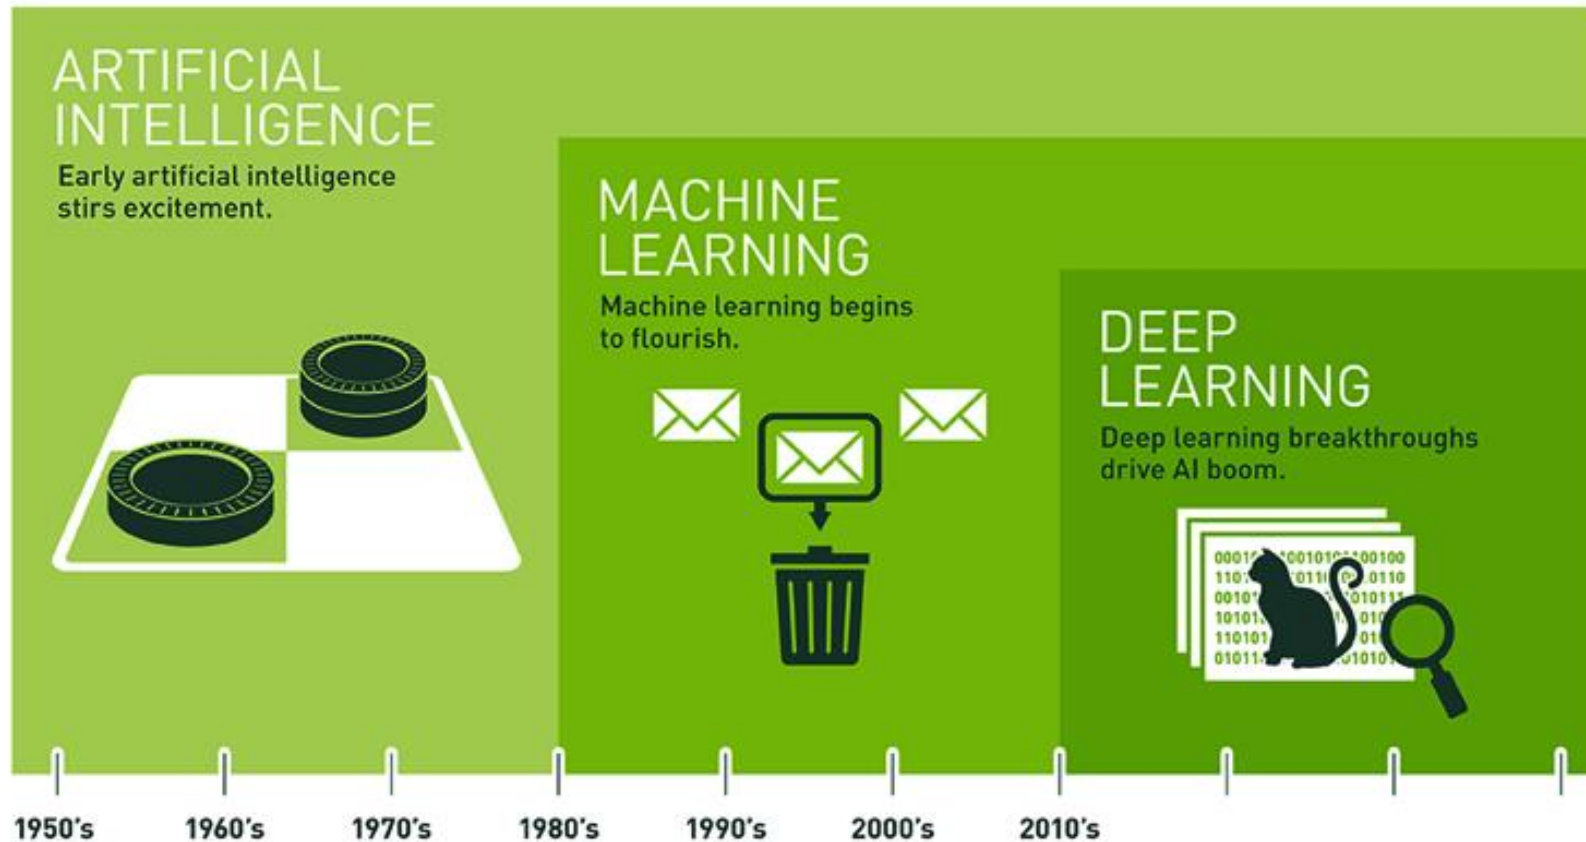 ARTIFICIAL
INTELLIGENCE
Early artificial intelligence
stirs excitement.
MACHINE
LEARNING
Machine learning begins
to flourish.
DEEP
LEARNING
Deep learning breakthroughs
drive AI boom.
1950's 1960's 1970's 1980's 1990's 2000's 2010's